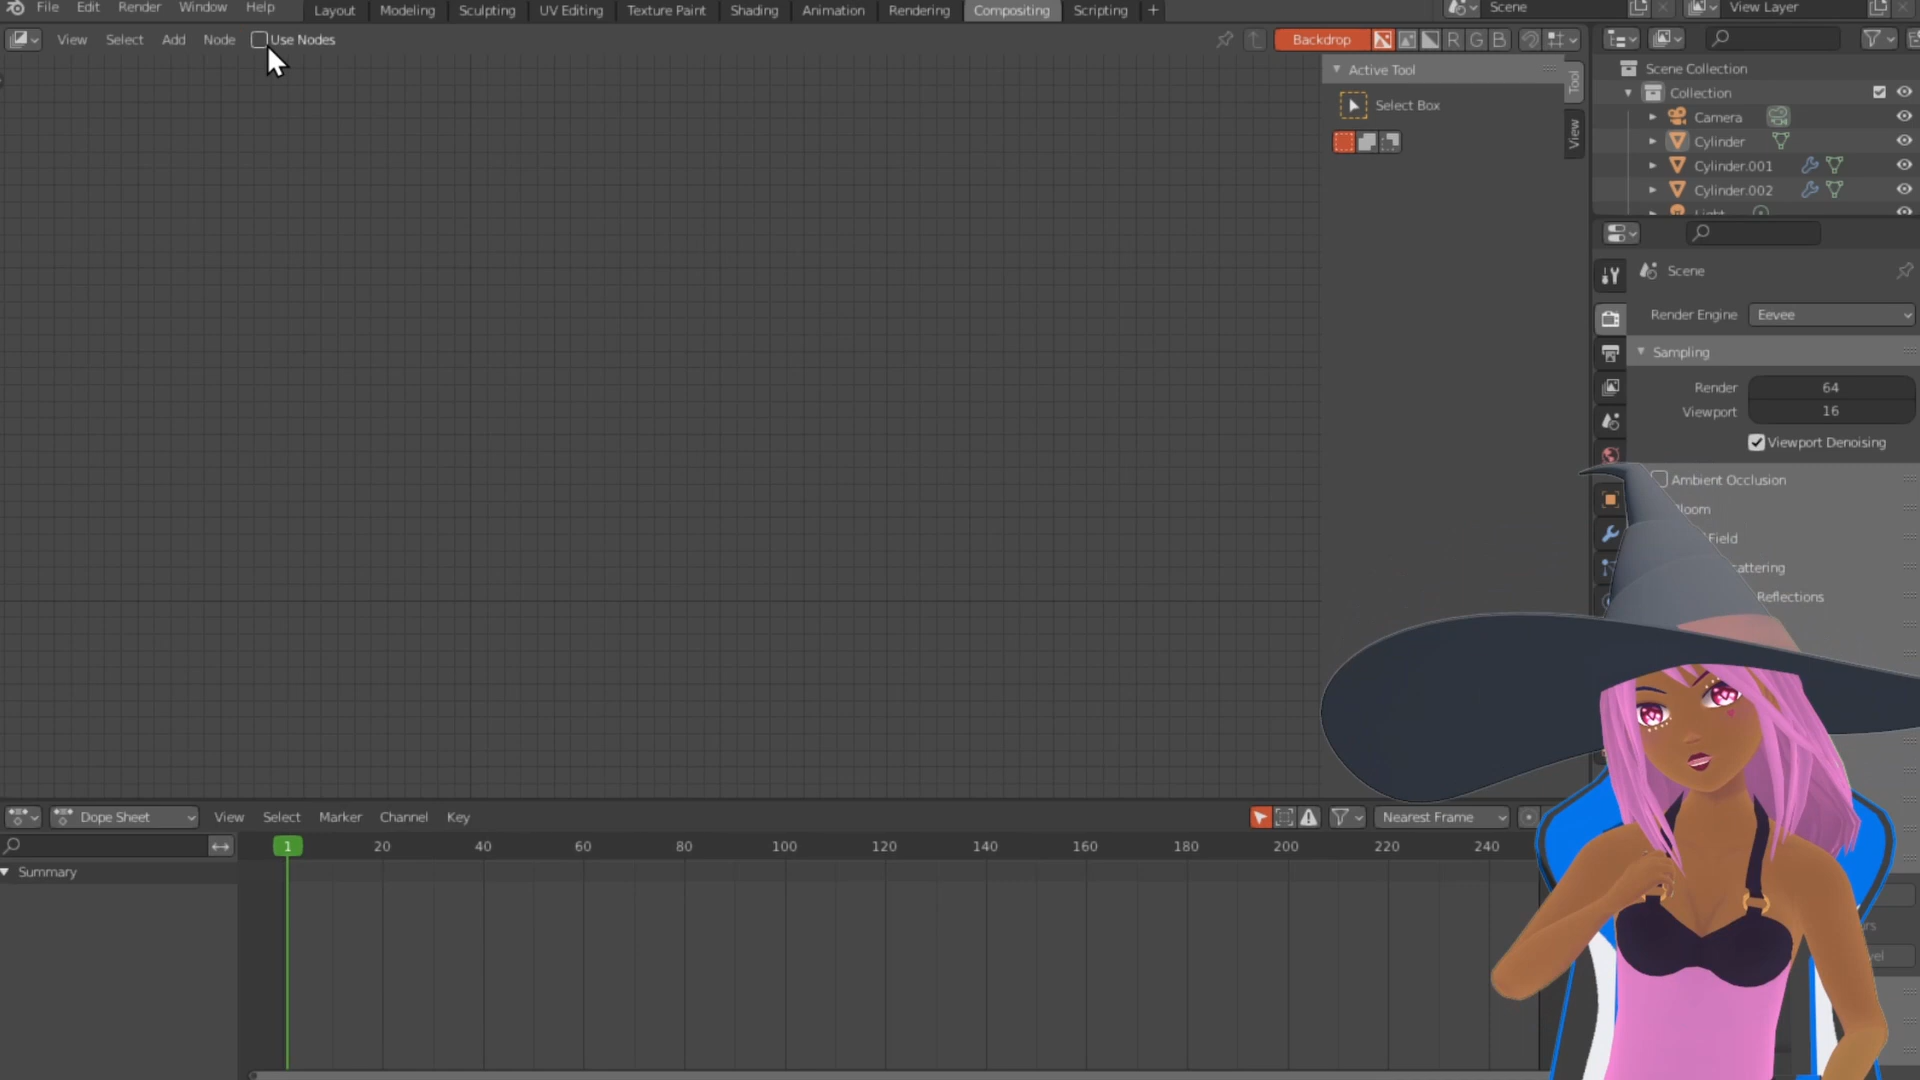 File Edit Render Window Help Layout Modeling Sculpting UV Editing Texture Paint Shading Animation Rendering Compositing Scripting + Scene View Layer
View Select Add Node Use Nodes Backdrop R G B
Active Tool
Select Box
Tool
View
Scene Collection
Collection
Camera
Cylinder
Cylinder.001
Cylinder.002
Light
Scene
Render Engine Eevee
Sampling
Render 64
Viewport 16
Viewport Denoising
Ambient Occlusion
loom
Field
attering
Reflections
Dope Sheet View Select Marker Channel Key Nearest Frame
1 20 40 60 80 100 120 140 160 180 200 220 240
Summary